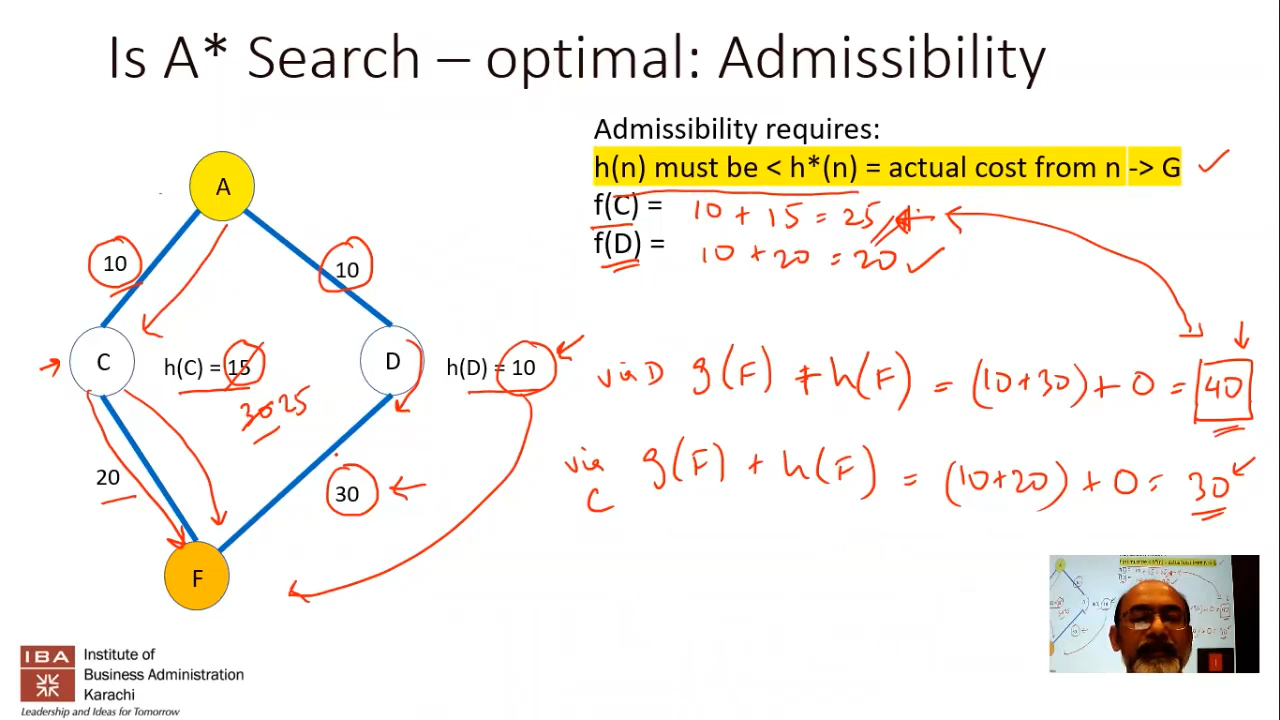 Is A* Search – optimal: Admissibility
Admissibility requires:
h(n) must be < h*(n) = actual cost from n -> G
f(C) = 10 + 15 = 25
f(D) = 10 + 20 = 20
A
10
10
C
h(C) = 15
30 25
D
h(D) = 10
via D g(F) + h(F) = (10+30) + 0 = 40
via C g(F) + h(F) = (10+20) + 0 = 30
20
30
F
IBA
Institute of
Business Administration
Karachi
Leadership and Ideas for Tomorrow